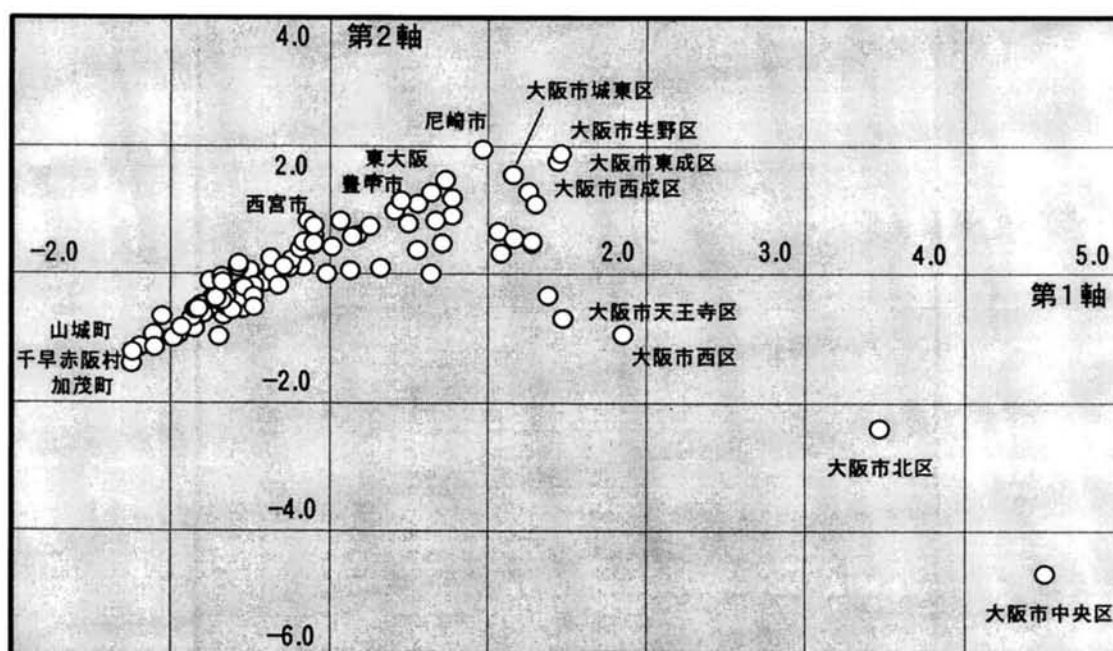 4.0
第2軸
大阪市城東区
尼崎市
大阪市生野区
東大阪
2.0
大阪市東成区
豊中市
大阪市西成区
西宮市
-2.0
2.0
3.0
4.0
5.0
第1軸
山城町
大阪市天王寺区
千早赤阪村
大阪市西区
加茂町
-2.0
大阪市北区
-4.0
大阪市中央区
-6.0